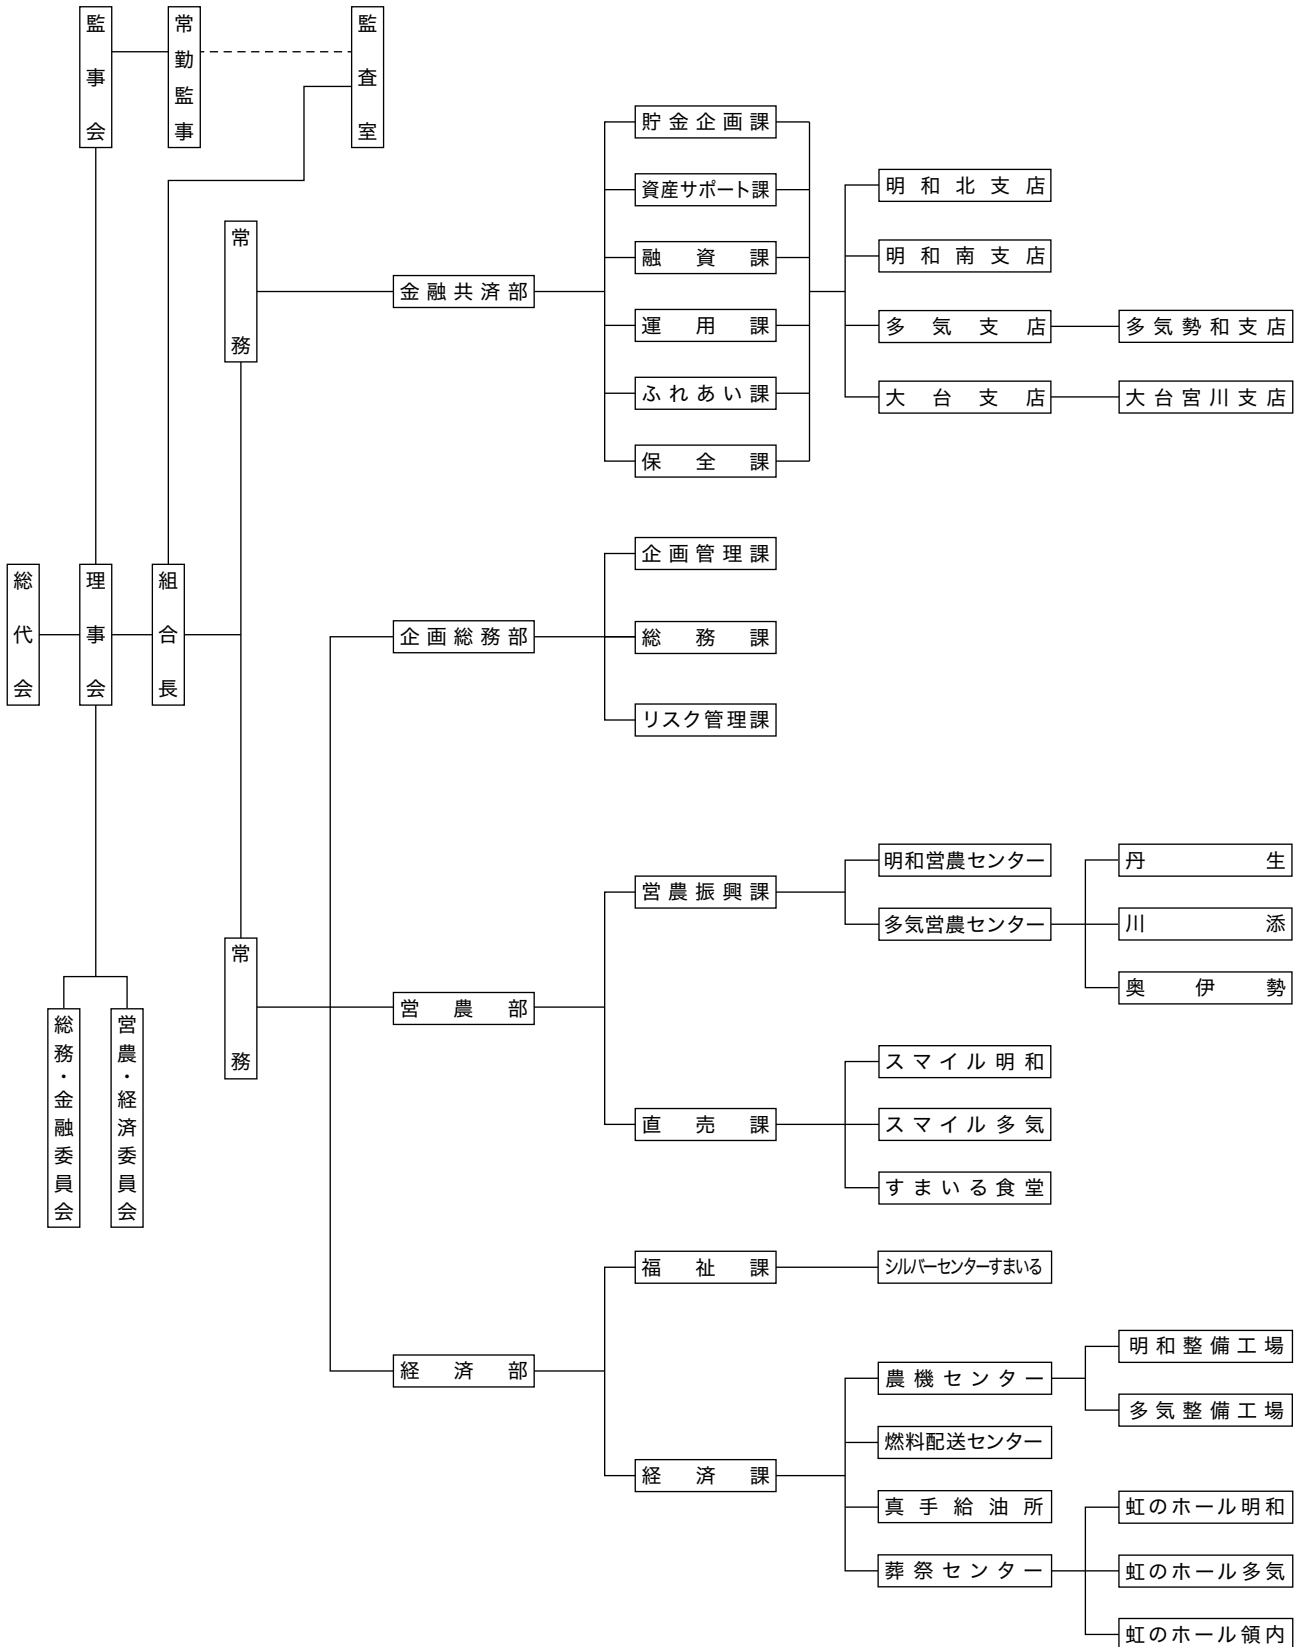 監事会
常勤監事
監査室
総代会
理事会
組合長
総務・金融委員会
営農・経済委員会
常務
金融共済部
貯金企画課
資産サポート課
融資課
運用課
ふれあい課
保全課
明和北支店
明和南支店
多気支店
多気勢和支店
大台支店
大台宮川支店
常務
企画総務部
企画管理課
総務課
リスク管理課
営農部
営農振興課
明和営農センター
多気営農センター
丹生
川添
奥伊勢
直売課
スマイル明和
スマイル多気
すまいる食堂
経済部
福祉課
シルバーセンターすまいる
経済課
農機センター
明和整備工場
多気整備工場
燃料配送センター
真手給油所
葬祭センター
虹のホール明和
虹のホール多気
虹のホール領内